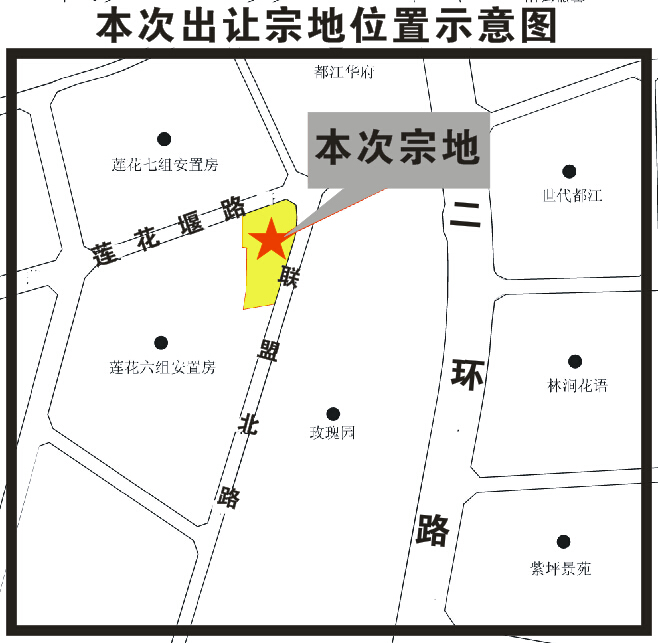 本次出让宗地位置示意图
都江华府
本次宗地
莲花七组安置房
世代都江
莲花堰路
二环路
联盟北路
莲花六组安置房
林涧花语
玫瑰园
紫坪景苑